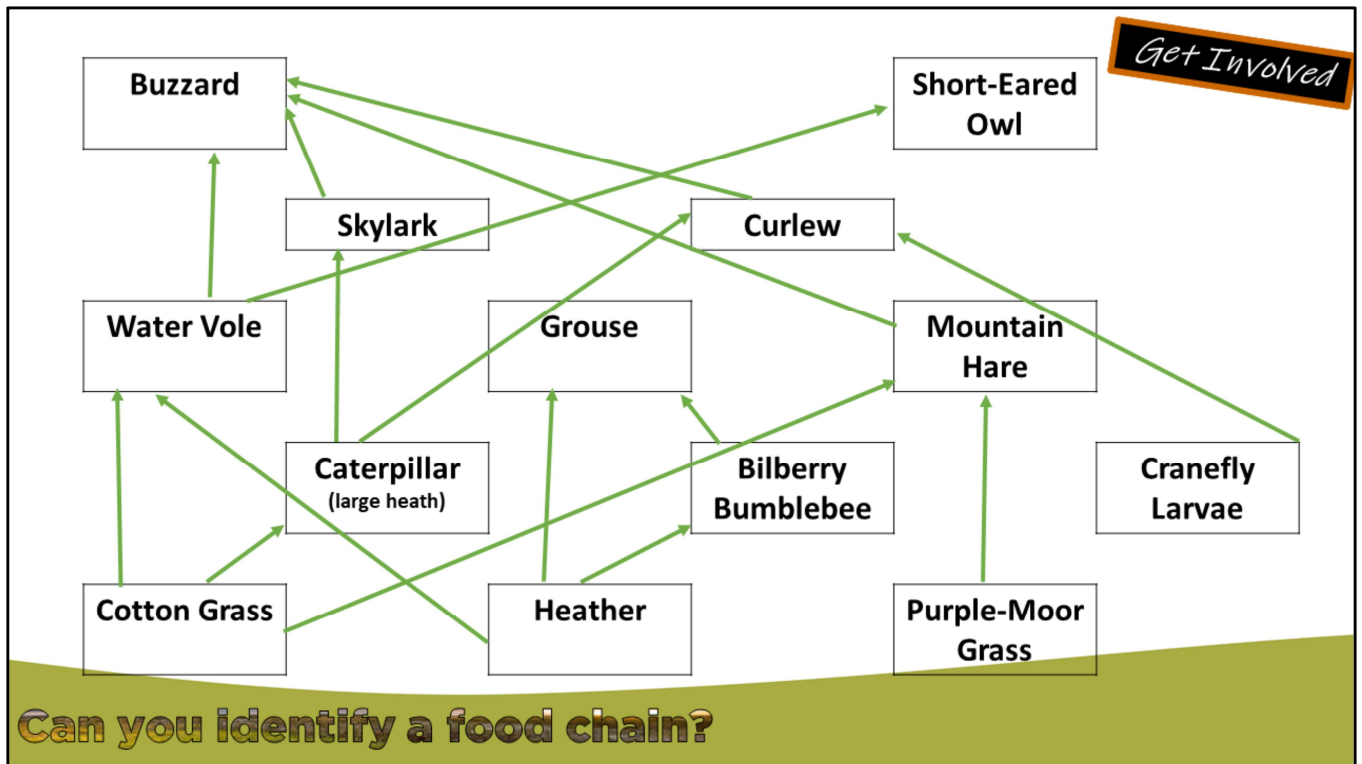 Get Involved
Buzzard
Short-Eared
Owl
Skylark
Curlew
Water Vole
Grouse
Mountain
Hare
Caterpillar
(large heath)
Bilberry
Bumblebee
Cranefly
Larvae
Cotton Grass
Heather
Purple-Moor
Grass
Can you identify a food chain?